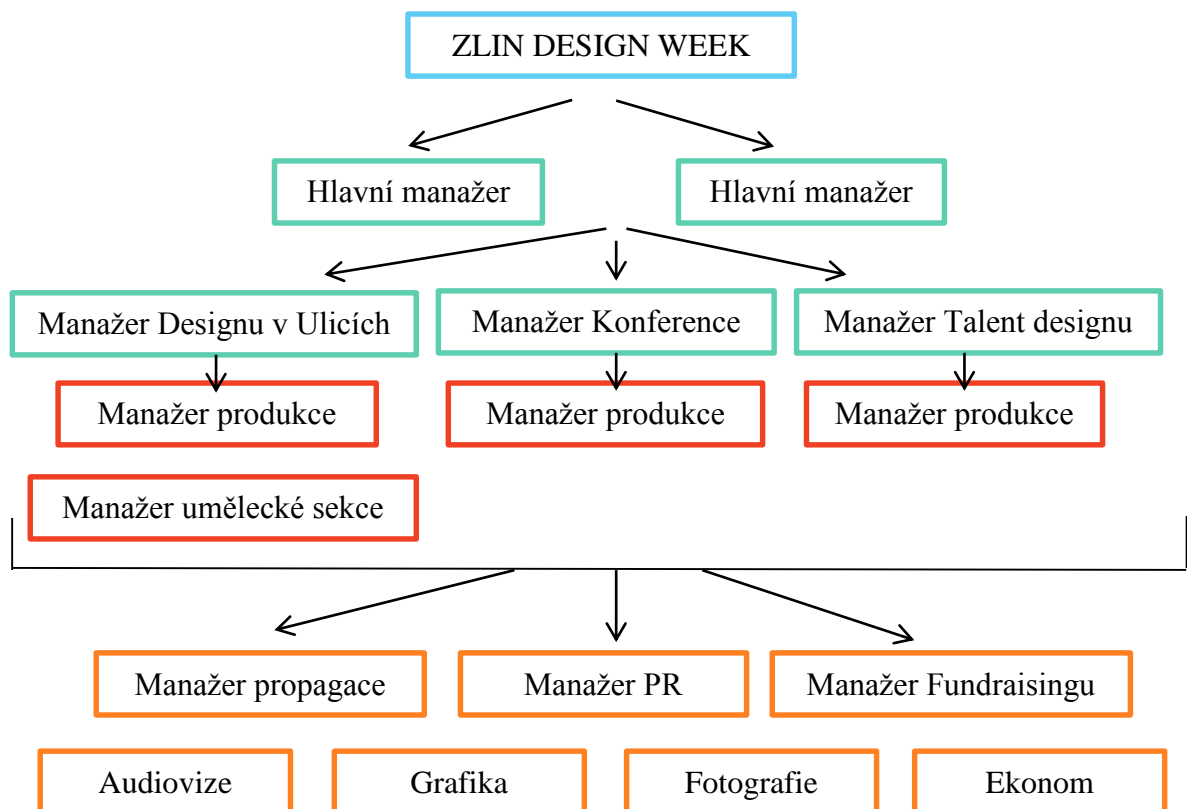 ZLIN DESIGN WEEK
Hlavní manažer
Hlavní manažer
Manažer Designu v Ulicích
Manažer Konference
Manažer Talent designu
Manažer produkce
Manažer produkce
Manažer produkce
Manažer umělecké sekce
Manažer propagace
Manažer PR
Manažer Fundraisingu
Audiovize
Grafika
Fotografie
Ekonom